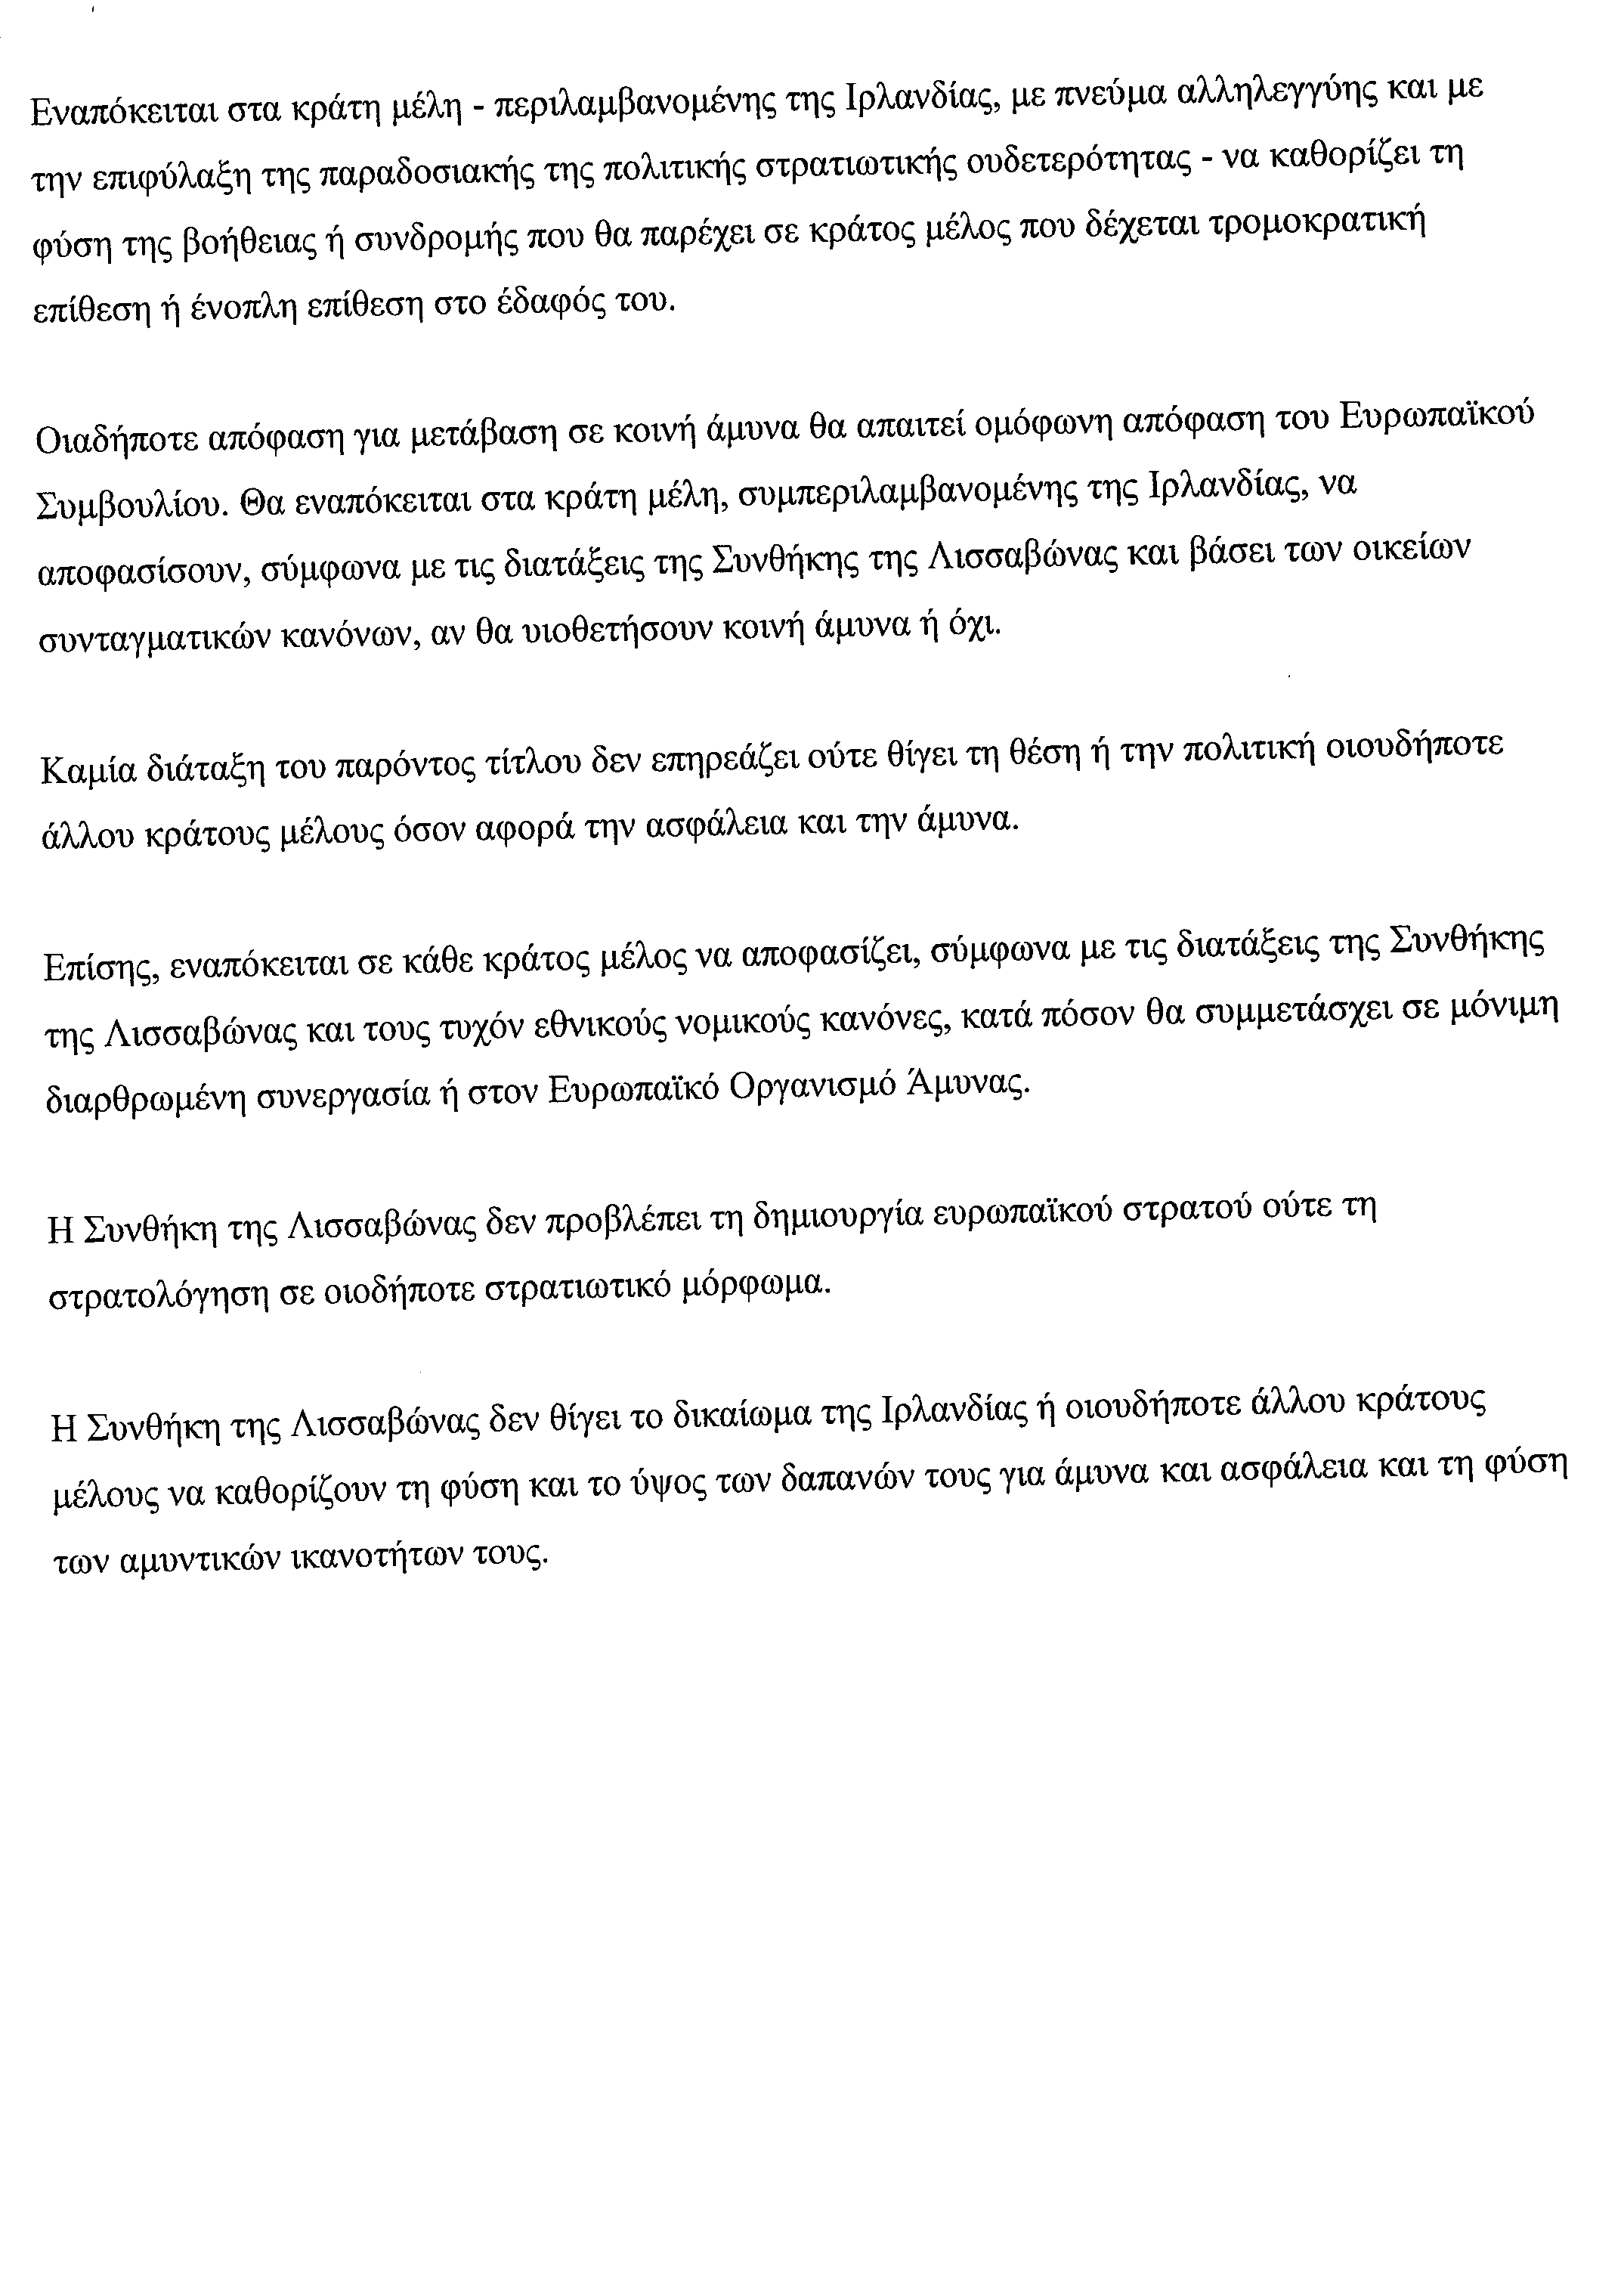 Εναπόκειται στα κράτη μέλη - περιλαμβανομένης της Ιρλανδίας, με πνεύμα αλληλεγγύης και με
την επιφύλαξη της παραδοσιακής της πολιτικής στρατιωτικής ουδετερότητας - να καθορίζει τη
φύση της βοήθειας ή συνδρομής που θα παρέχει σε κράτος μέλος που δέχεται τρομοκρατική
επίθεση ή ένοπλη επίθεση στο έδαφός του.
Οιαδήποτε απόφαση για μετάβαση σε κοινή άμυνα θα απαιτεί ομόφωνη απόφαση του Ευρωπαϊκού
Συμβουλίου. Θα εναπόκειται στα κράτη μέλη, συμπεριλαμβανομένης της Ιρλανδίας, να
αποφασίσουν, σύμφωνα με τις διατάξεις της Συνθήκης της Λισσαβώνας και βάσει των οικείων
συνταγματικών κανόνων, αν θα υιοθετήσουν κοινή άμυνα ή όχι.
Καμία διάταξη του παρόντος τίτλου δεν επηρεάζει ούτε θίγει τη θέση ή την πολιτική οιουδήποτε
άλλου κράτους μέλους όσον αφορά την ασφάλεια και την άμυνα.
Επίσης, εναπόκειται σε κάθε κράτος μέλος να αποφασίζει, σύμφωνα με τις διατάξεις της Συνθήκης
της Λισσαβώνας και τους τυχόν εθνικούς νομικούς κανόνες, κατά πόσον θα συμμετάσχει σε μόνιμη
διαρθρωμένη συνεργασία ή στον Ευρωπαϊκό Οργανισμό Άμυνας.
Η Συνθήκη της Λισσαβώνας δεν προβλέπει τη δημιουργία ευρωπαϊκού στρατού ούτε τη
στρατολόγηση σε οιοδήποτε στρατιωτικό μόρφωμα.
Η Συνθήκη της Λισσαβώνας δεν θίγει το δικαίωμα της Ιρλανδίας ή οιουδήποτε άλλου κράτους
μέλους να καθορίζουν τη φύση και το ύψος των δαπανών τους για άμυνα και ασφάλεια και τη φύση
των αμυντικών ικανοτήτων τους.